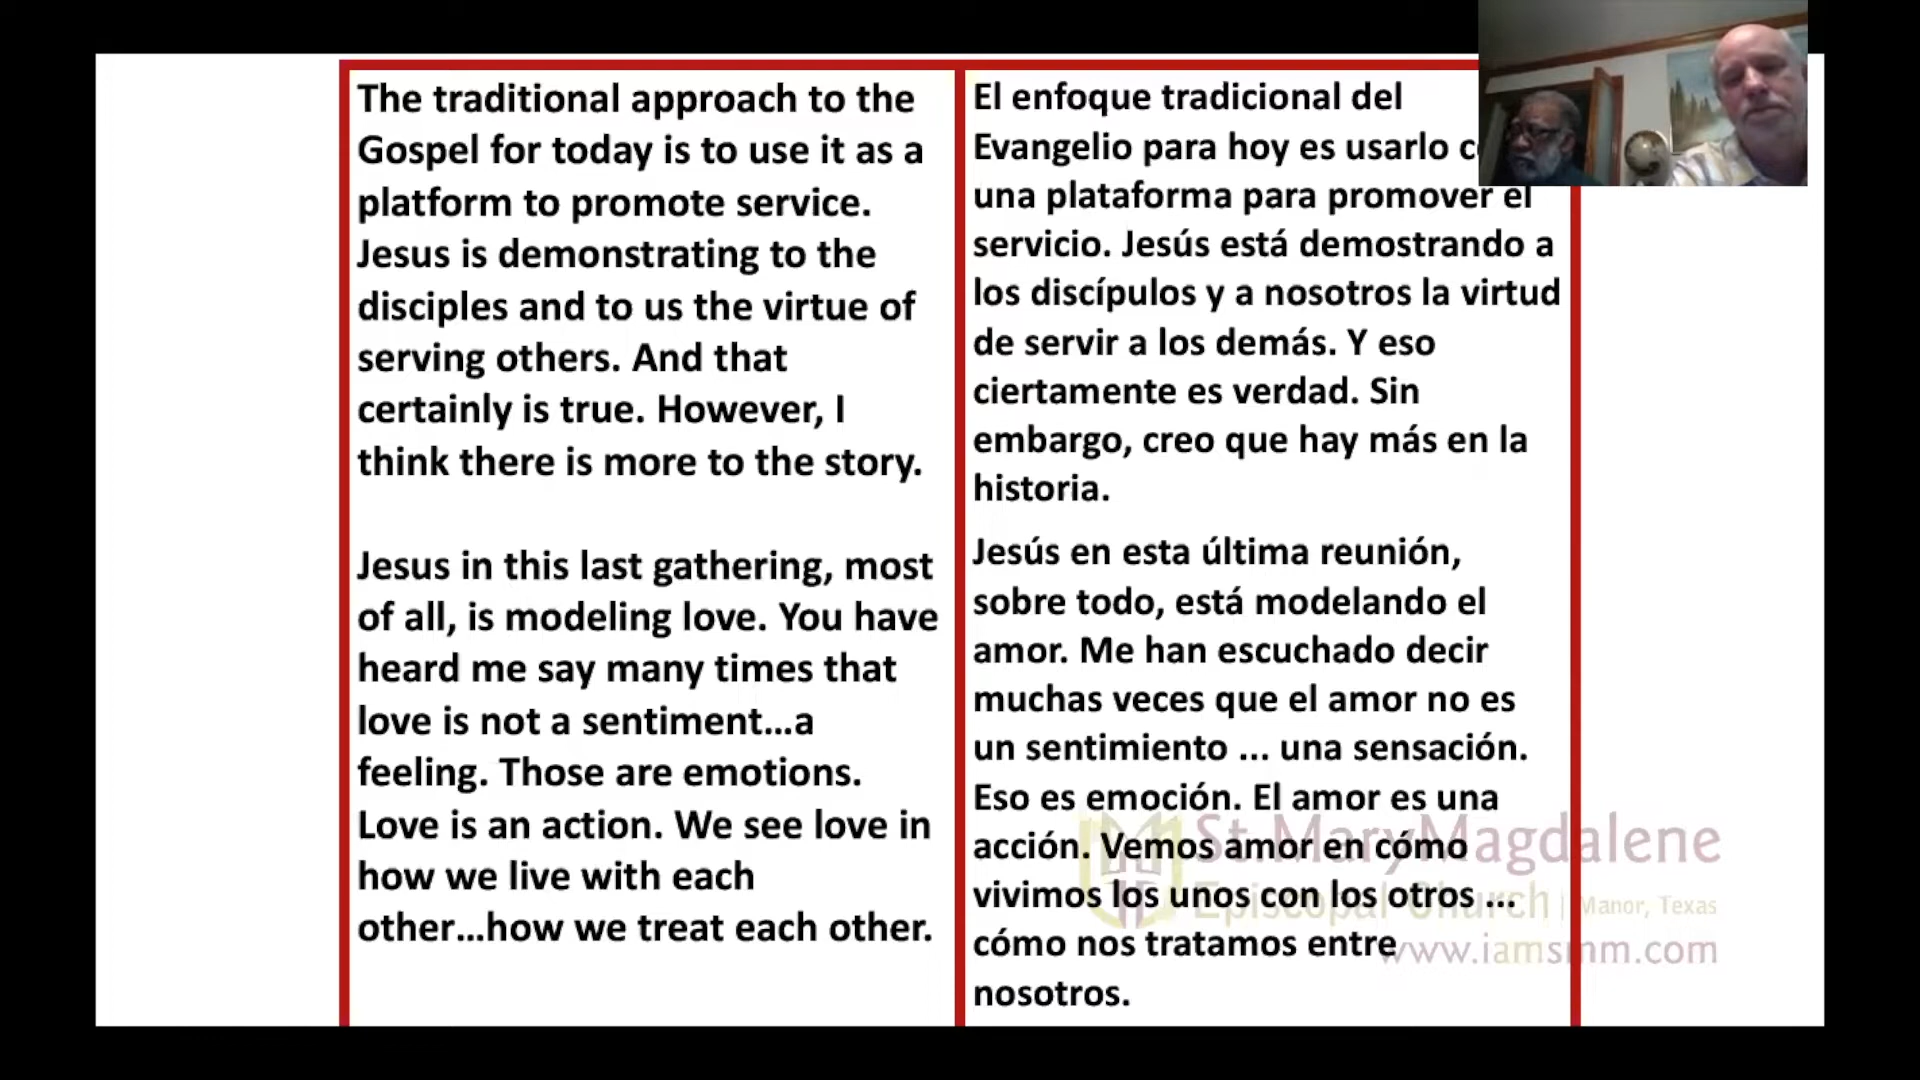 The traditional approach to the
Gospel for today is to use it as a
platform to promote service.
Jesus is demonstrating to the
disciples and to us the virtue of
serving others. And that
certainly is true. However, I
think there is more to the story.
Jesus in this last gathering, most
of all, is modeling love. You have
heard me say many times that
love is not a sentiment...a
feeling. Those are emotions.
Love is an action. We see love in
how we live with each
other...how we treat each other.
El enfoque tradicional del
Evangelio para hoy es usarlo
una plataforma para promover el
servicio. Jesús está demostrando a
los discípulos y a nosotros la virtud
de servir a los demás. Y eso
ciertamente es verdad. Sin
embargo, creo que hay más en la
historia.
Jesús en esta última reunión,
sobre todo, está modelando el
amor. Me han escuchado decir
muchas veces que el amor no es
un sentimiento ... una sensación.
Eso es emoción. El amor es una
acción. Vemos amor en cómo
vivimos los unos con los otros ...
cómo nos tratamos entre
nosotros.
St.MaryMagdalene
Episcopal Church | Manor, Texas
www.iamsmm.com